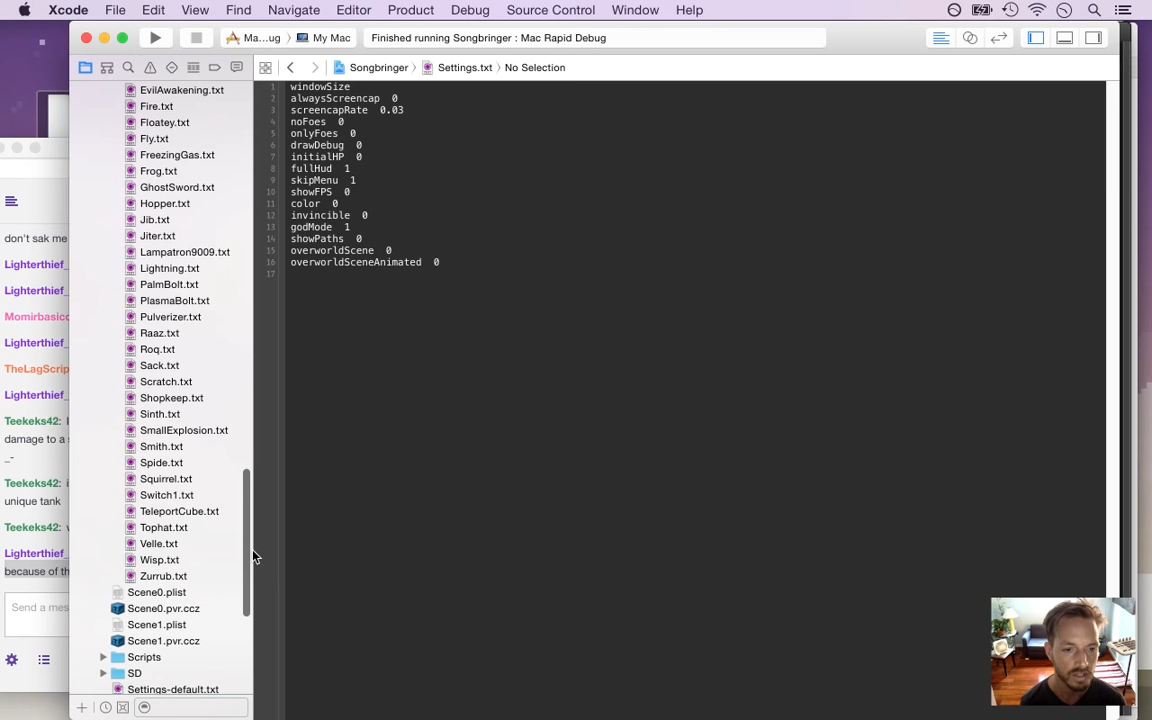 Xcode File Edit View Find Navigate Editor Product Debug Source Control Window Help
Ma...ug 〉 My Mac
Finished running Songbringer : Mac Rapid Debug
Songbringer 〉 Settings.txt 〉 No Selection
EvilAwakening.txt
Fire.txt
Floatey.txt
Fly.txt
FreezingGas.txt
Frog.txt
GhostSword.txt
Hopper.txt
Jib.txt
Jiter.txt
Lampatron9009.txt
Lightning.txt
PalmBolt.txt
PlasmaBolt.txt
Pulverizer.txt
Raaz.txt
Roq.txt
Sack.txt
Scratch.txt
Shopkeep.txt
Sinth.txt
SmallExplosion.txt
Smith.txt
Spide.txt
Squirrel.txt
Switch1.txt
TeleportCube.txt
Tophat.txt
Velle.txt
Wisp.txt
Zurrub.txt
Scene0.plist
Scene0.pvr.ccz
Scene1.plist
Scene1.pvr.ccz
Scripts
SD
Settings-default.txt
1 windowSize
2 alwaysScreencap 0
3 screencapRate 0.03
4 noFoes 0
5 onlyFoes 0
6 drawDebug 0
7 initialHP 0
8 fullHud 1
9 skipMenu 1
10 showFPS 0
11 color 0
12 invincible 0
13 godMode 1
14 showPaths 0
15 overworldScene 0
16 overworldSceneAnimated 0
17
don't sak me
Lighterthief_
Lighterthief_
Momirbasic
Lighterthief_
TheLagScrip
Lighterthief_
Teekeks42:
damage to a s
_-
Teekeks42: i
unique tank
Teekeks42: w
Lighterthief_
because of th
Send a mes